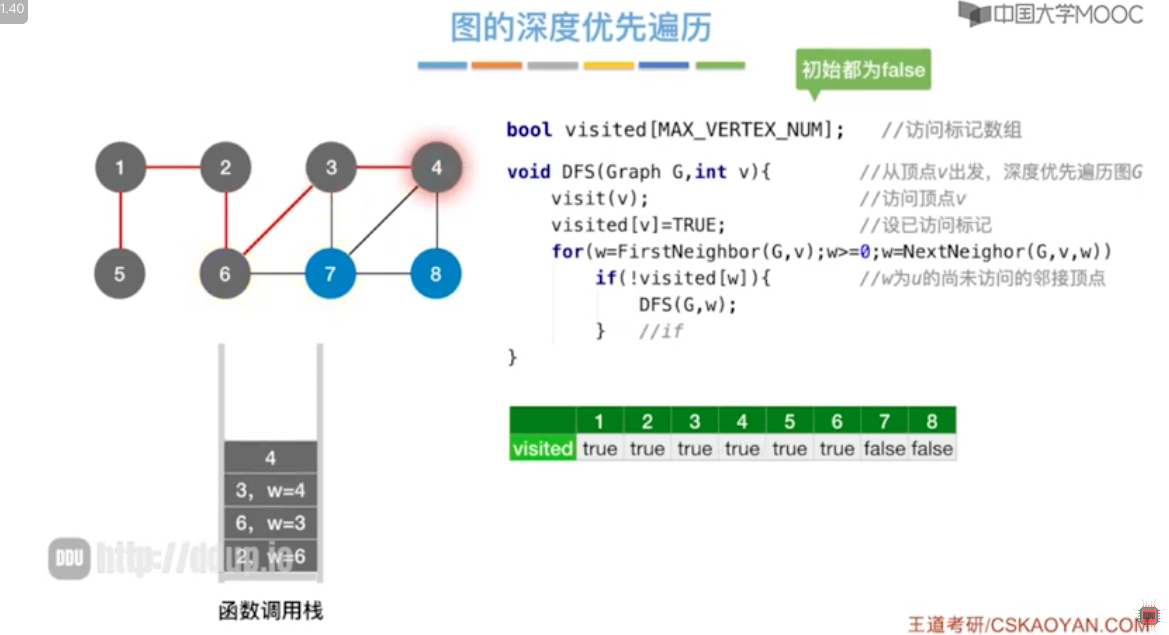 1.40
图的深度优先遍历
中国大学MOOC
初始都为false
bool visited[MAX_VERTEX_NUM]; //访问标记数组
void DFS(Graph G,int v){ //从顶点v出发，深度优先遍历图G
visit(v); //访问顶点v
visited[v]=TRUE; //设已访问标记
for(w=FirstNeighbor(G,v);w>=0;w=NextNeighor(G,v,w))
if(!visited[w]){ //w为u的尚未访问的邻接顶点
DFS(G,w);
} //if
}
1 2 3 4
5 6 7 8
1 2 3 4 5 6 7 8
visited true true true true true true false false
4
3, w=4
6, w=3
2, w=6
DDU http://ddup.ic
函数调用栈
王道考研/CSKAOYAN.COM